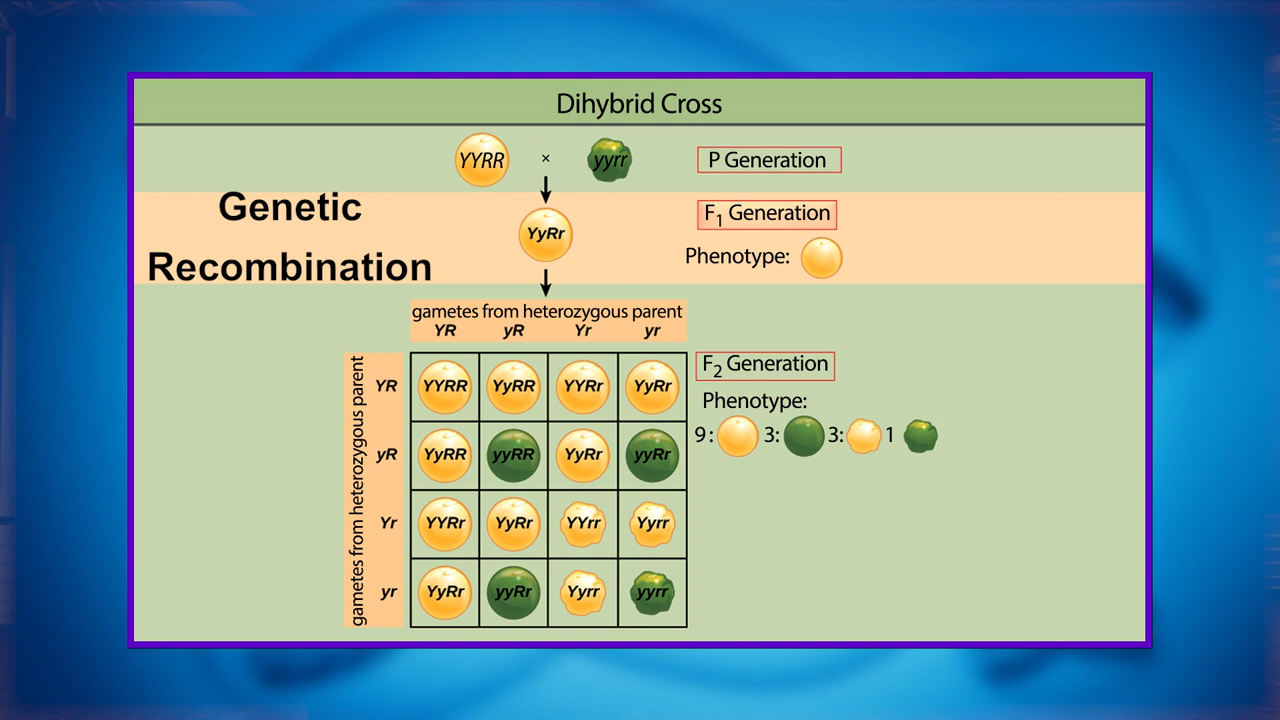 Dihybrid Cross
YYRR × yyrr P Generation
Genetic
Recombination
YyRr
F1 Generation
Phenotype:
gametes from heterozygous parent
YR yR Yr yr
gametes from heterozygous parent
YR YYRR YyRR YYRr YyRr
yR YyRR yyRR YyRr yyRr
Yr YYRr YyRr YYrr Yyrr
yr YyRr yyRr Yyrr yyrr
F2 Generation
Phenotype:
9: 3: 3: 1